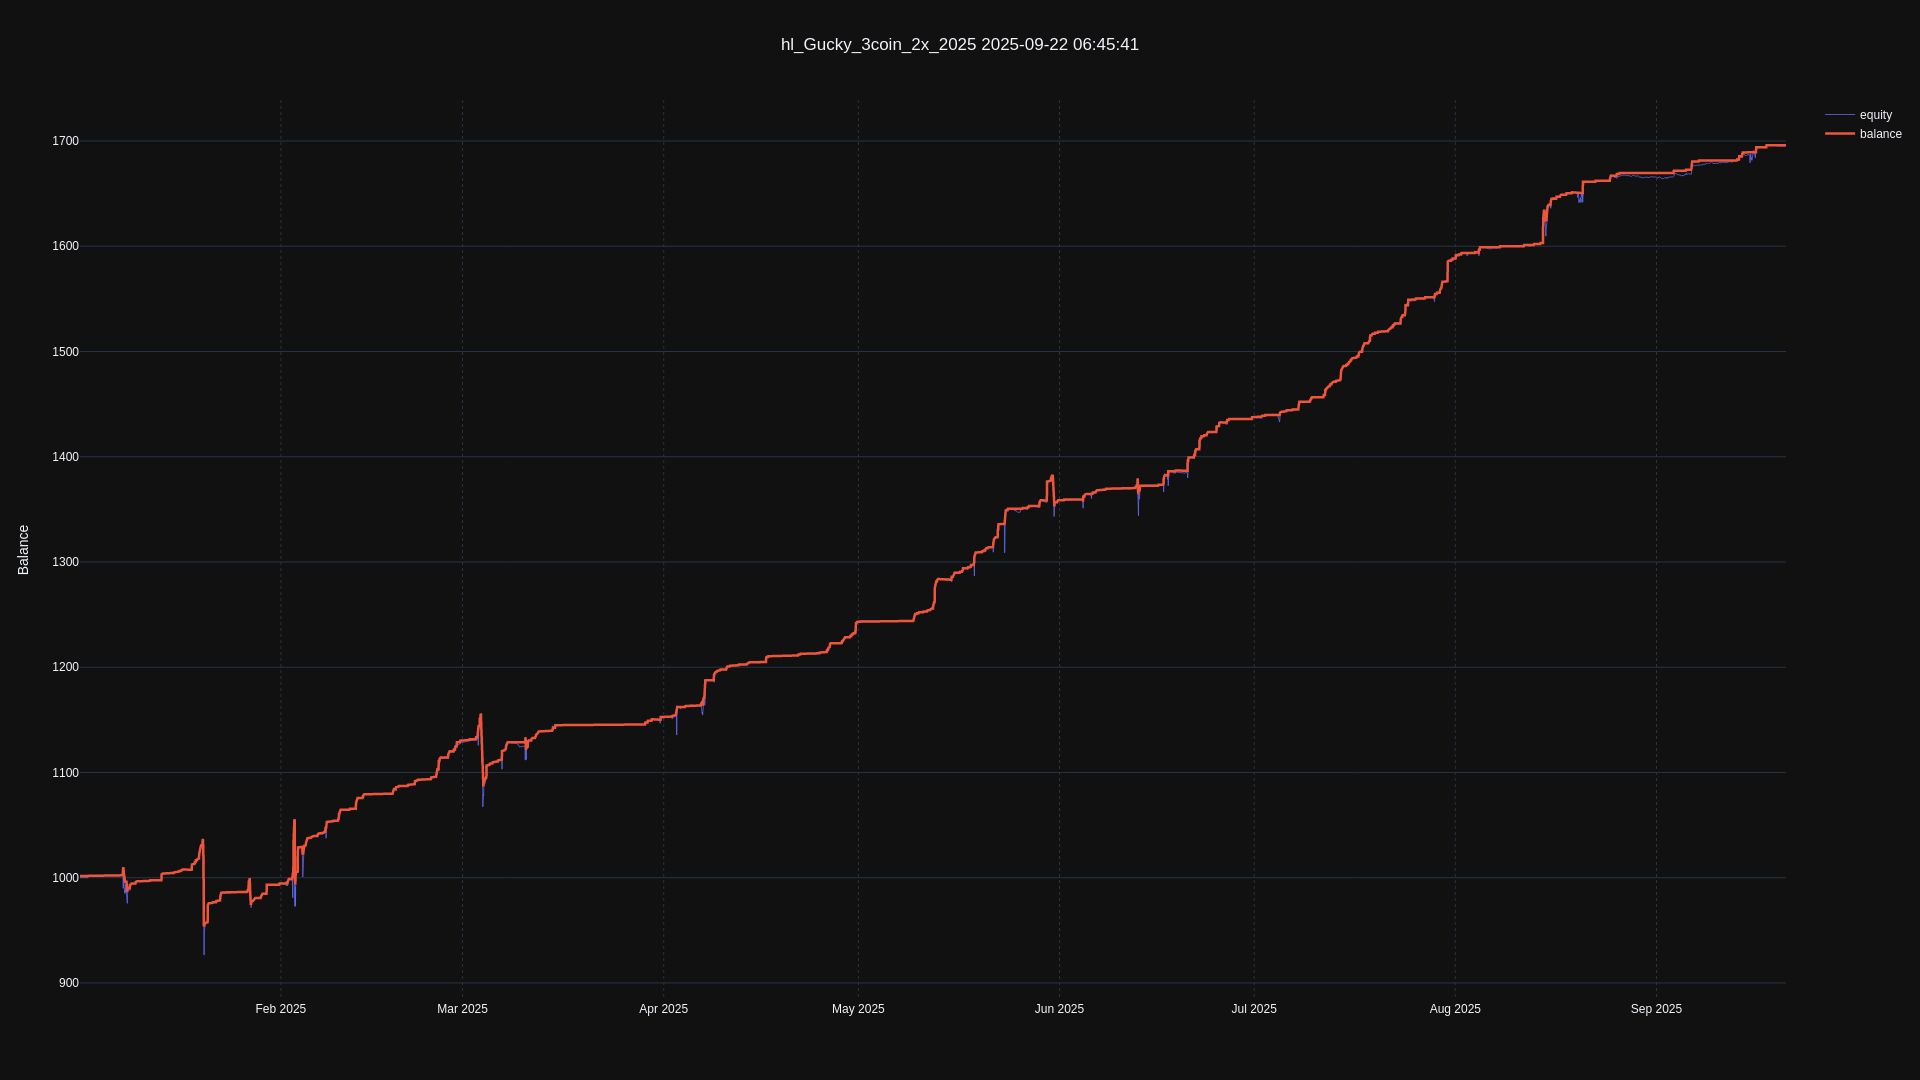 hl_Gucky_3coin_2x_2025 2025-09-22 06:45:41
equity
balance
Balance
1700
1600
1500
1400
1300
1200
1100
1000
900
Feb 2025
Mar 2025
Apr 2025
May 2025
Jun 2025
Jul 2025
Aug 2025
Sep 2025